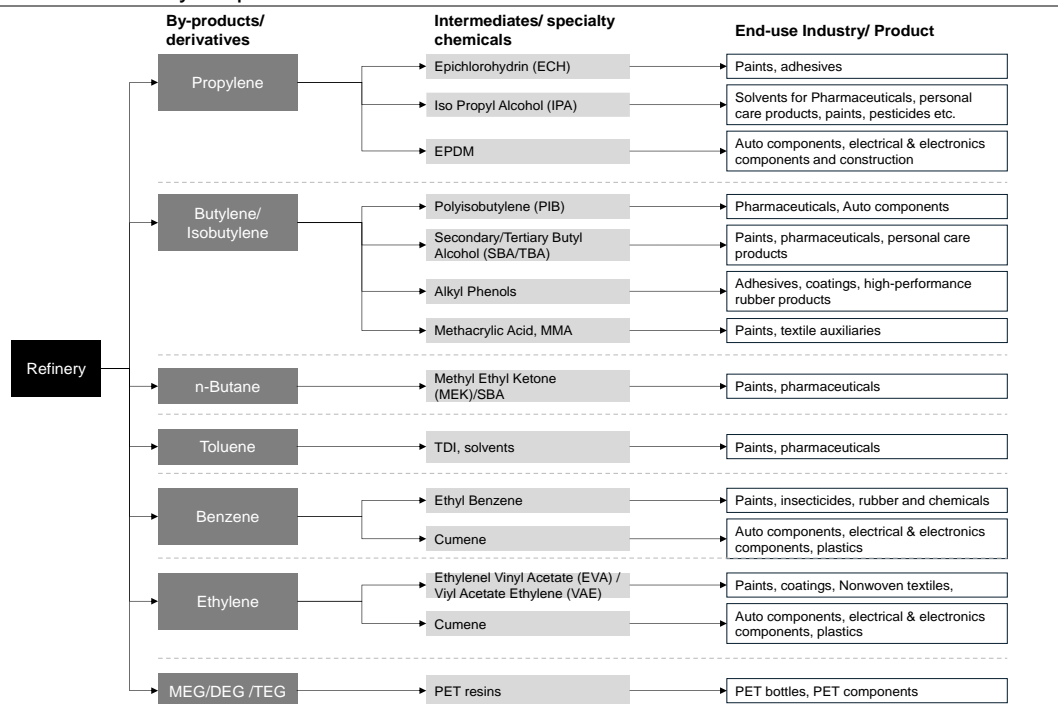 By-products/
derivatives
Intermediates/ specialty
chemicals
End-use Industry/ Product
Refinery
Propylene
Epichlorohydrin (ECH)
Paints, adhesives
Iso Propyl Alcohol (IPA)
Solvents for Pharmaceuticals, personal
care products, paints, pesticides etc.
EPDM
Auto components, electrical & electronics
components and construction
Butylene/
Isobutylene
Polyisobutylene (PIB)
Pharmaceuticals, Auto components
Secondary/Tertiary Butyl
Alcohol (SBA/TBA)
Paints, pharmaceuticals, personal care
products
Alkyl Phenols
Adhesives, coatings, high-performance
rubber products
Methacrylic Acid, MMA
Paints, textile auxiliaries
n-Butane
Methyl Ethyl Ketone
(MEK)/SBA
Paints, pharmaceuticals
Toluene
TDI, solvents
Paints, pharmaceuticals
Benzene
Ethyl Benzene
Paints, insecticides, rubber and chemicals
Cumene
Auto components, electrical & electronics
components, plastics
Ethylene
Ethylenel Vinyl Acetate (EVA) /
Viyl Acetate Ethylene (VAE)
Paints, coatings, Nonwoven textiles,
Cumene
Auto components, electrical & electronics
components, plastics
MEG/DEG /TEG
PET resins
PET bottles, PET components